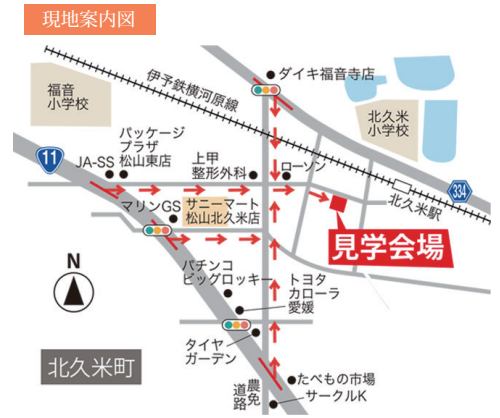 現地案内図
ダイキ福音寺店
伊予鉄横河原線
福音
小学校
北久米
小学校
11
パッケージ
プラザ
松山東店
JA-SS
上甲
整形外科
ローソン
334
北久米駅
マリンGS
サニーマート
松山北久米店
見学会場
N
パチンコ
ビッグロッキー
トヨタ
カローラ
愛媛
タイヤ
ガーデン
北久米町
たべもの市場
農免
道路
サークルK